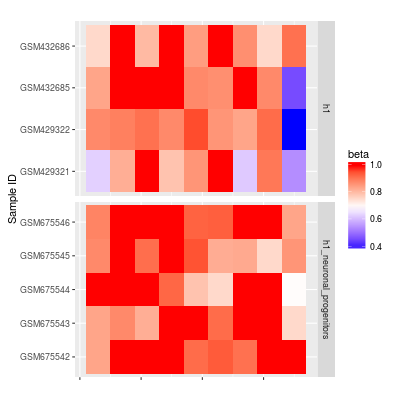 Sample ID
GSM432686
GSM432685
GSM429322
GSM429321
h1
GSM675546
GSM675545
GSM675544
GSM675543
GSM675542
h1_neuronal_progenitors
beta
1.0
0.8
0.6
0.4